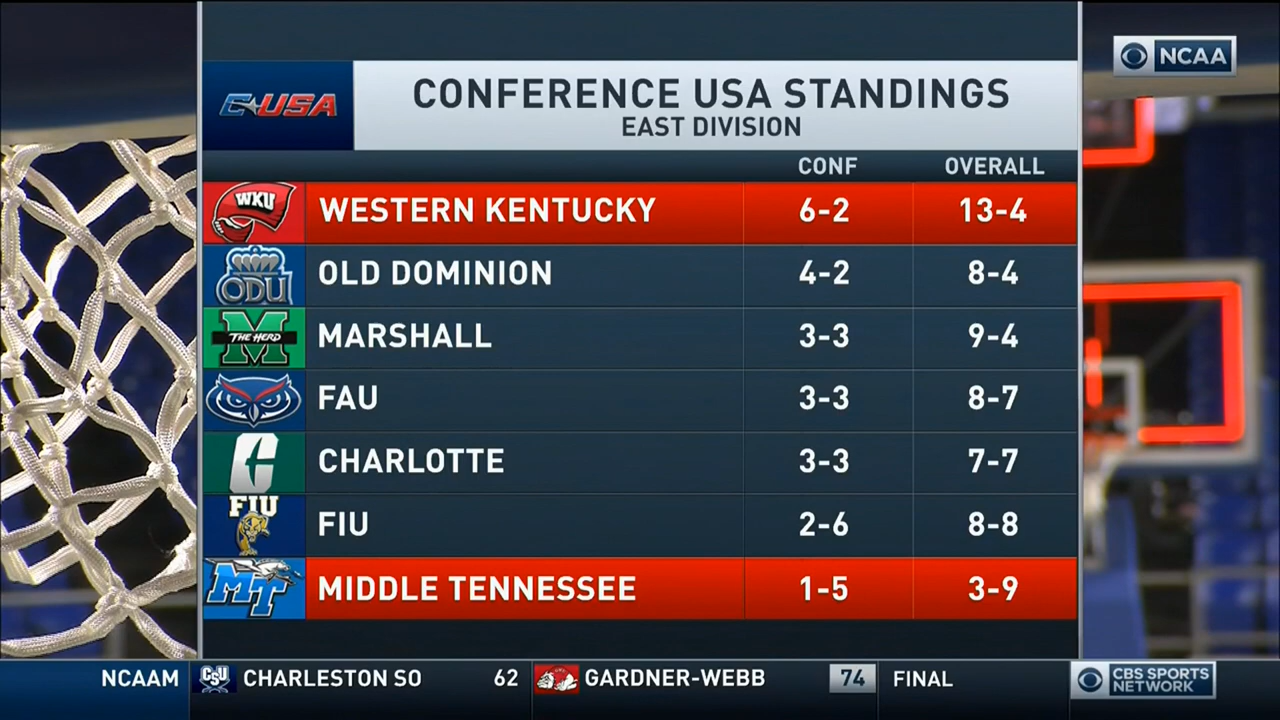 NCAA
C USA
CONFERENCE USA STANDINGS
EAST DIVISION
CONF OVERALL
WKU WESTERN KENTUCKY 6-2 13-4
ODU OLD DOMINION 4-2 8-4
M THE HERD MARSHALL 3-3 9-4
FAU 3-3 8-7
C CHARLOTTE 3-3 7-7
FIU FIU 2-6 8-8
MT MIDDLE TENNESSEE 1-5 3-9
NCAAM CSU CHARLESTON SO 62 GARDNER-WEBB 74 FINAL CBS SPORTS NETWORK